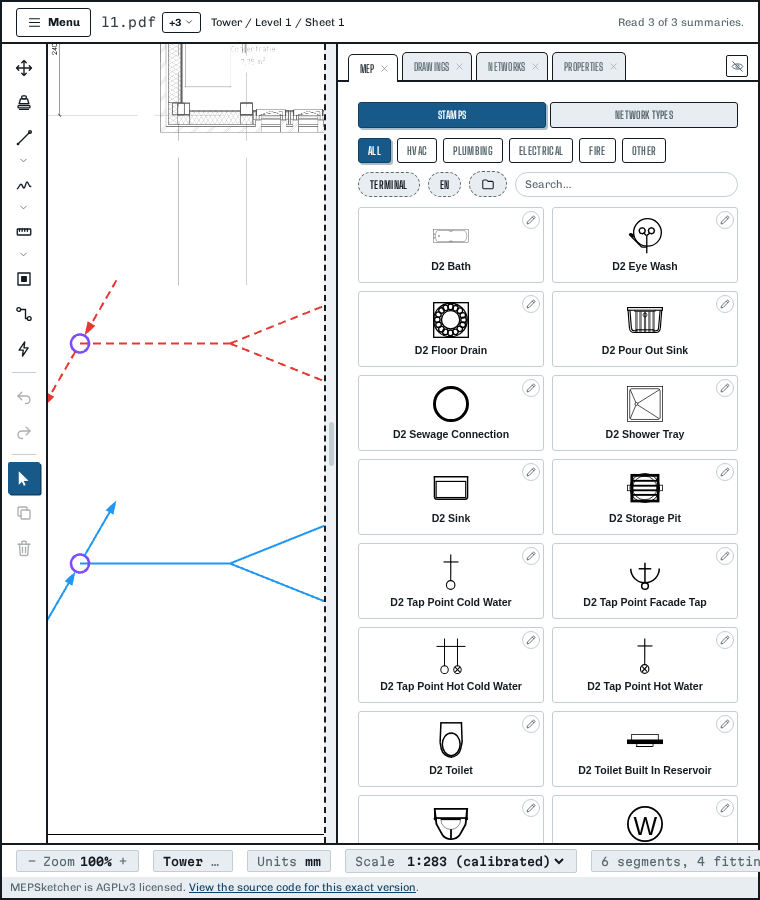 Menu
l1.pdf
+3
Tower / Level 1 / Sheet 1
Read 3 of 3 summaries.
240
7.75 m²
MEP
DRAWINGS
NETWORKS
PROPERTIES
STAMPS
NETWORK TYPES
ALL
HVAC
PLUMBING
ELECTRICAL
FIRE
OTHER
TERMINAL
EN
Search...
D2 Bath
D2 Eye Wash
D2 Floor Drain
D2 Pour Out Sink
D2 Sewage Connection
D2 Shower Tray
D2 Sink
D2 Storage Pit
D2 Tap Point Cold Water
D2 Tap Point Facade Tap
D2 Tap Point Hot Cold Water
D2 Tap Point Hot Water
D2 Toilet
D2 Toilet Built In Reservoir
W
− Zoom 100% +
Tower …
Units mm
Scale 1:283 (calibrated)
6 segments, 4 fittin
MEPSketcher is AGPLv3 licensed. View the source code for this exact version.